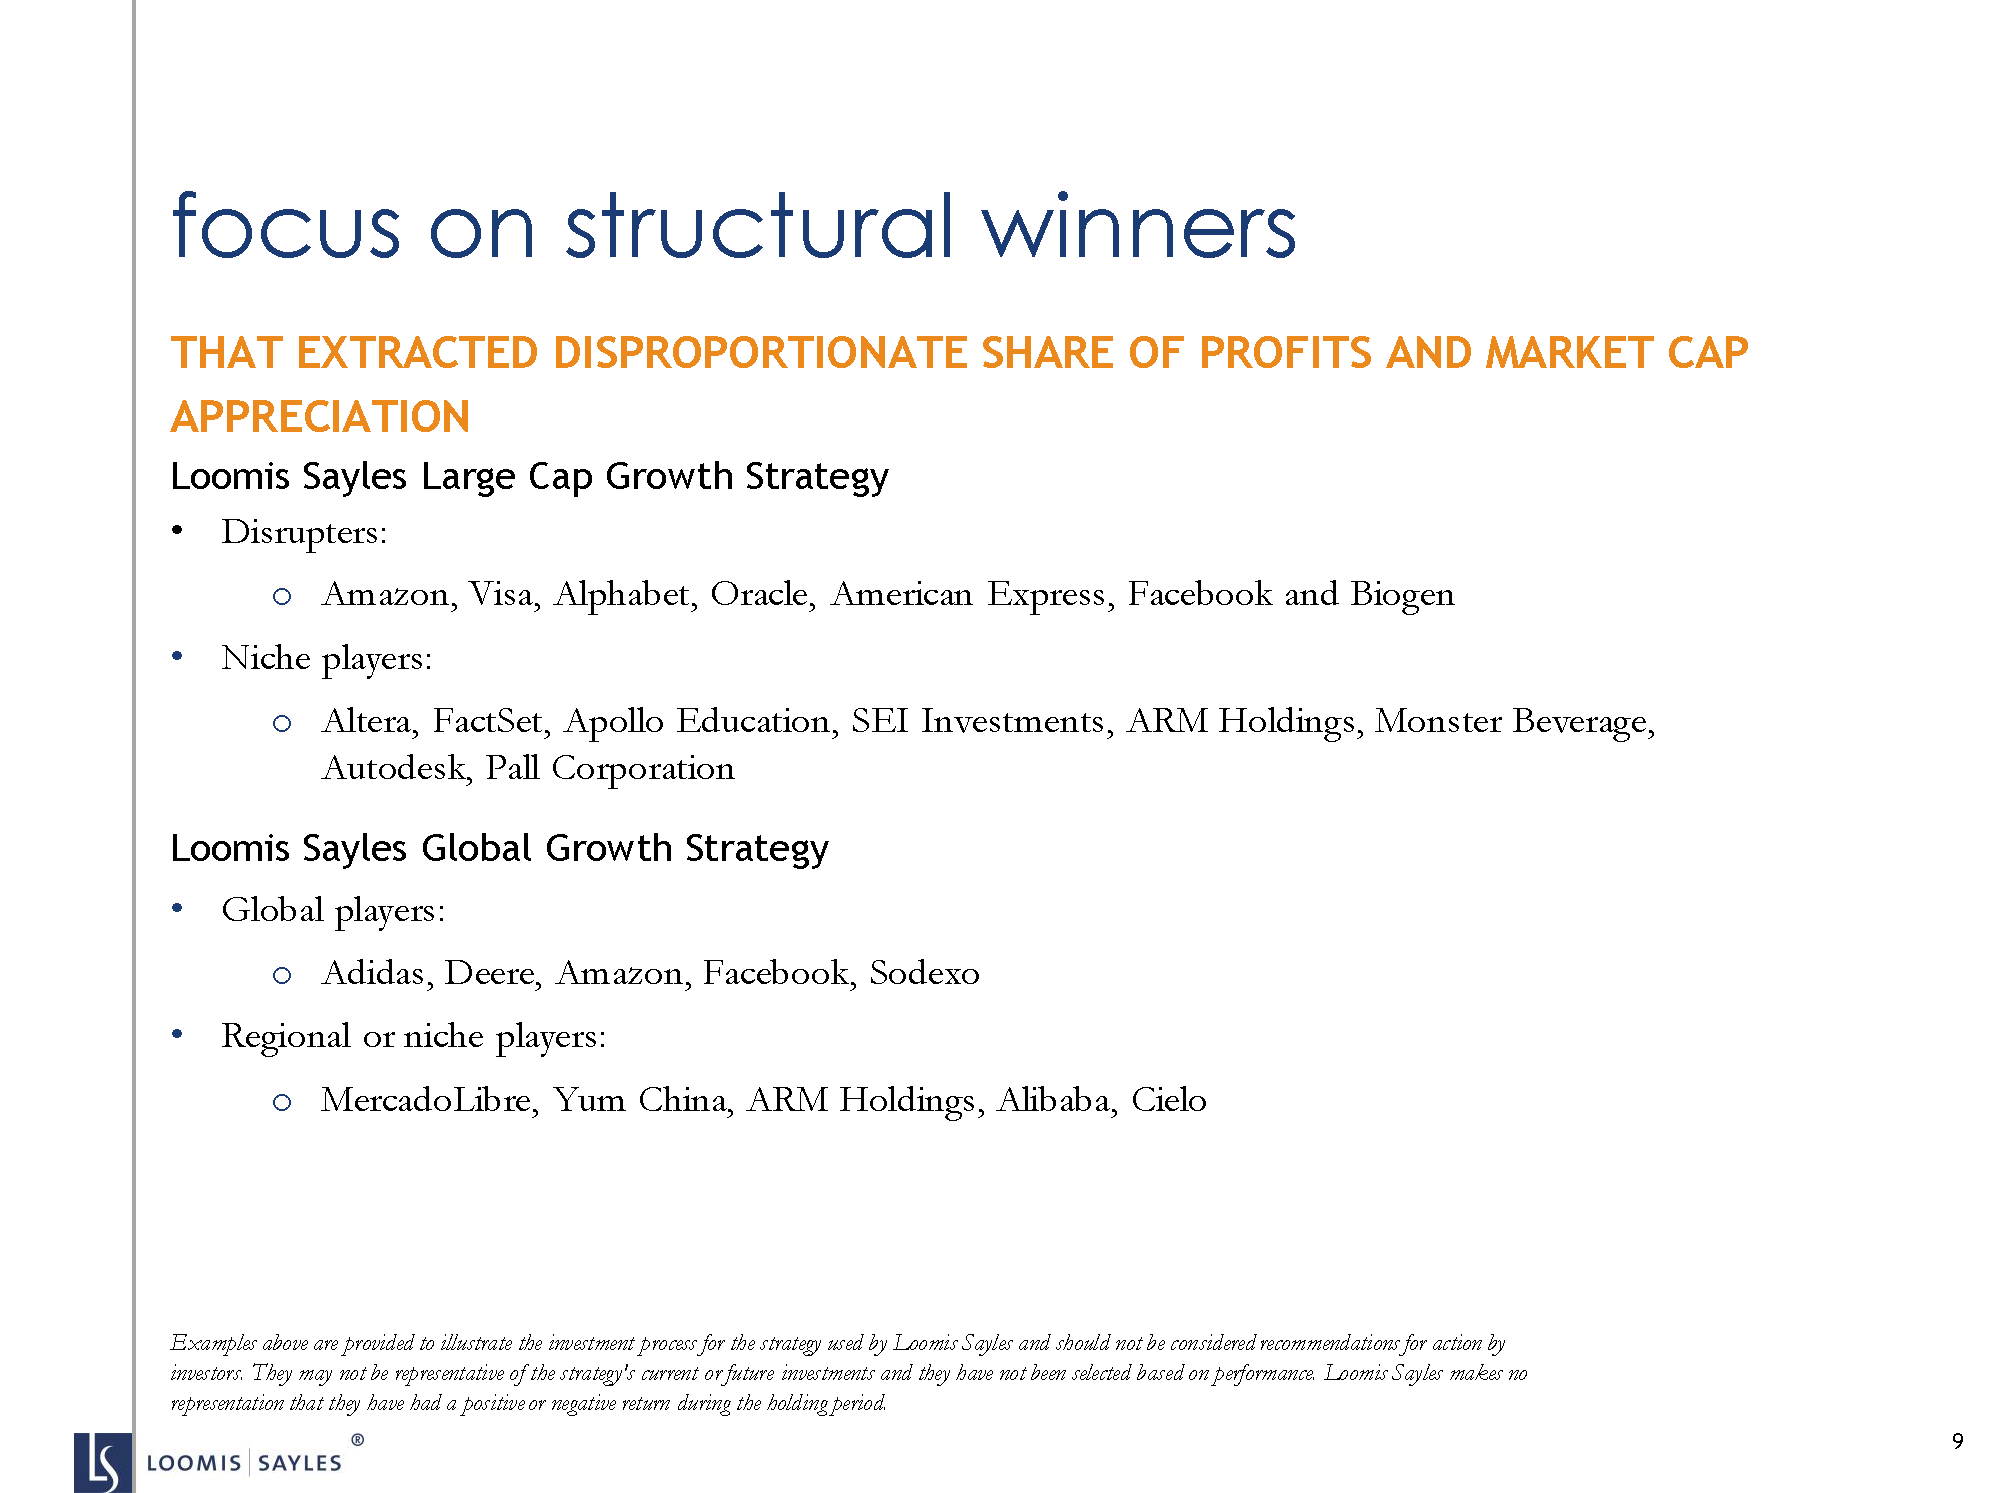 focus on structural winners
THAT EXTRACTED DISPROPORTIONATE SHARE OF PROFITS AND MARKET CAP
APPRECIATION
Loomis Sayles Large Cap Growth Strategy
• Disrupters:
o Amazon, Visa, Alphabet, Oracle, American Express, Facebook and Biogen
• Niche players:
o Altera, FactSet, Apollo Education, SEI Investments, ARM Holdings, Monster Beverage,
Autodesk, Pall Corporation
Loomis Sayles Global Growth Strategy
• Global players:
o Adidas, Deere, Amazon, Facebook, Sodexo
• Regional or niche players:
o MercadoLibre, Yum China, ARM Holdings, Alibaba, Cielo
Examples above are provided to illustrate the investment process for the strategy used by Loomis Sayles and should not be considered recommendations for action by
investors. They may not be representative of the strategy's current or future investments and they have not been selected based on performance. Loomis Sayles makes no
representation that they have had a positive or negative return during the holding period.
LS LOOMIS | SAYLES ®
9